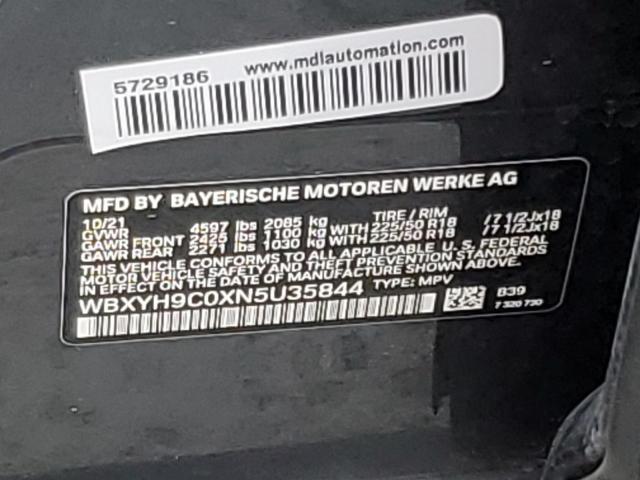 www.mdlautomation.com
5729186
MFD BY BAYERISCHE MOTOREN WERKE AG
10/21 TIRE / RIM
GVWR 4597 lbs 2085 kg
GAWR FRONT 2425 lbs 1100 kg WITH 225/50 R18 /7 1/2Jx18
GAWR REAR 2271 lbs 1030 kg WITH 225/50 R18 /7 1/2Jx18
THIS VEHICLE CONFORMS TO ALL APPLICABLE U. S. FEDERAL
MOTOR VEHICLE SAFETY AND THEFT PREVENTION STANDARDS
IN EFFECT ON THE DATE OF MANUFACTURE SHOWN ABOVE.
WBXYH9C0XN5U35844 TYPE: MPV
B39
7 320 730